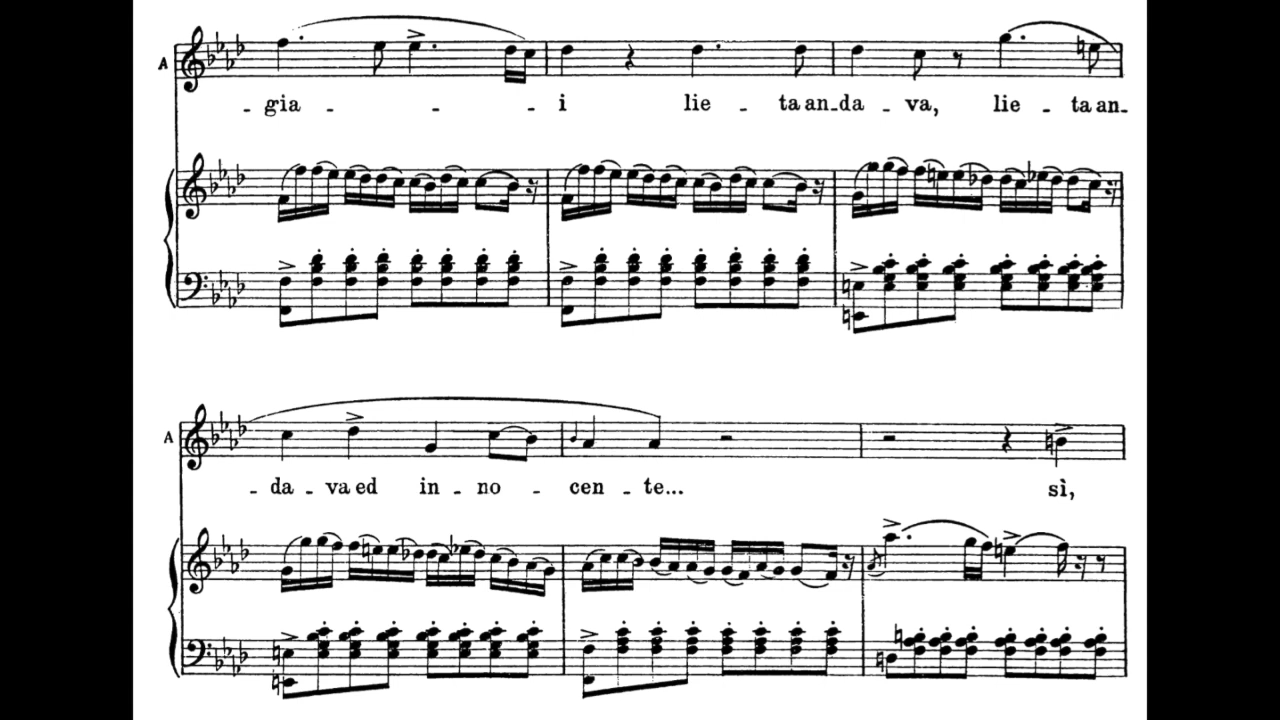 A
- gia - - - i lie - ta an - da - va, lie - ta an -
A
- da - va ed in - no - cen - te... sì,